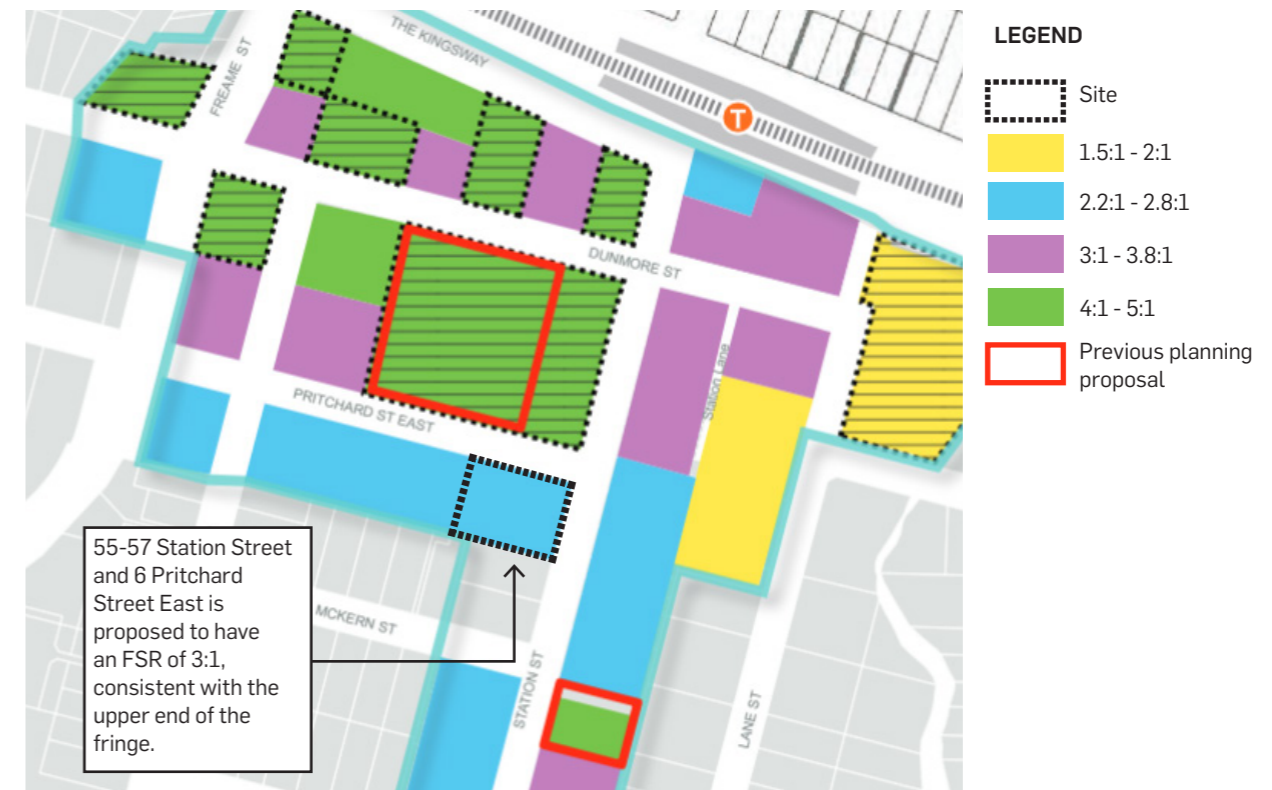 THE KINGSWAY
FREAME ST
T
DUNMORE ST
Station Lane
PRITCHARD ST EAST
MCKERN ST
STATION ST
LANE ST
55-57 Station Street
and 6 Pritchard
Street East is
proposed to have
an FSR of 3:1,
consistent with the
upper end of the
fringe.
LEGEND
Site
1.5:1 - 2:1
2.2:1 - 2.8:1
3:1 - 3.8:1
4:1 - 5:1
Previous planning
proposal